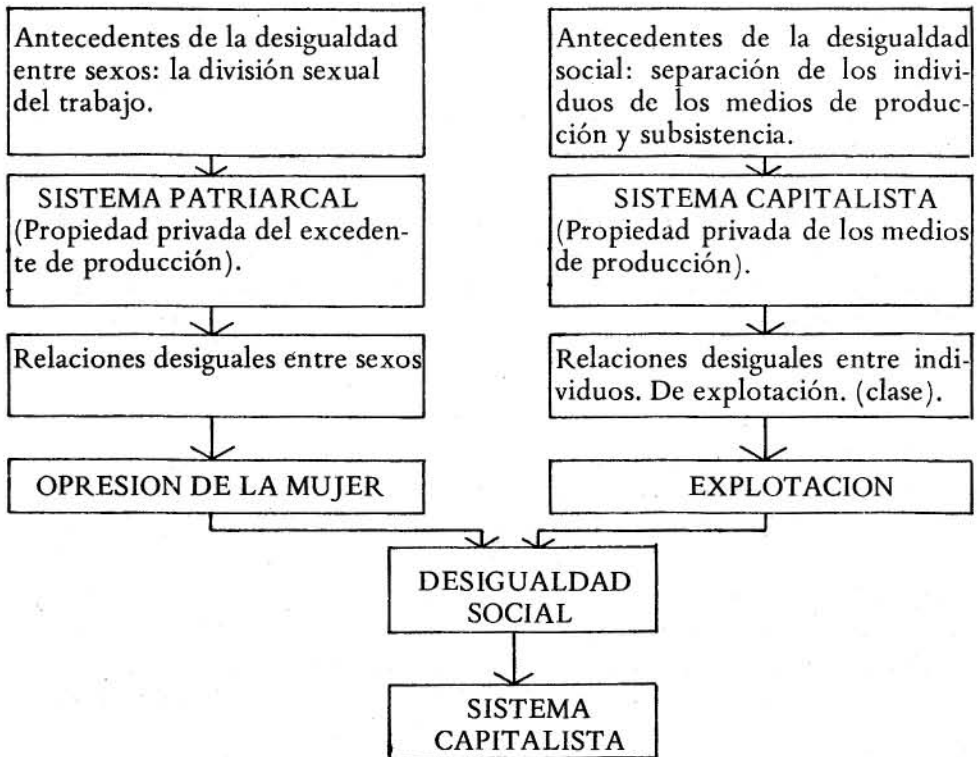 Antecedentes de la desigualdad
entre sexos: la división sexual
del trabajo.
Antecedentes de la desigualdad
social: separación de los indivi-
duos de los medios de produc-
ción y subsistencia.
SISTEMA PATRIARCAL
(Propiedad privada del exceden-
te de producción).
SISTEMA CAPITALISTA
(Propiedad privada de los medios
de producción).
Relaciones desiguales entre sexos
Relaciones desiguales entre indi-
viduos. De explotación. (clase).
OPRESION DE LA MUJER
EXPLOTACION
DESIGUALDAD
SOCIAL
SISTEMA
CAPITALISTA